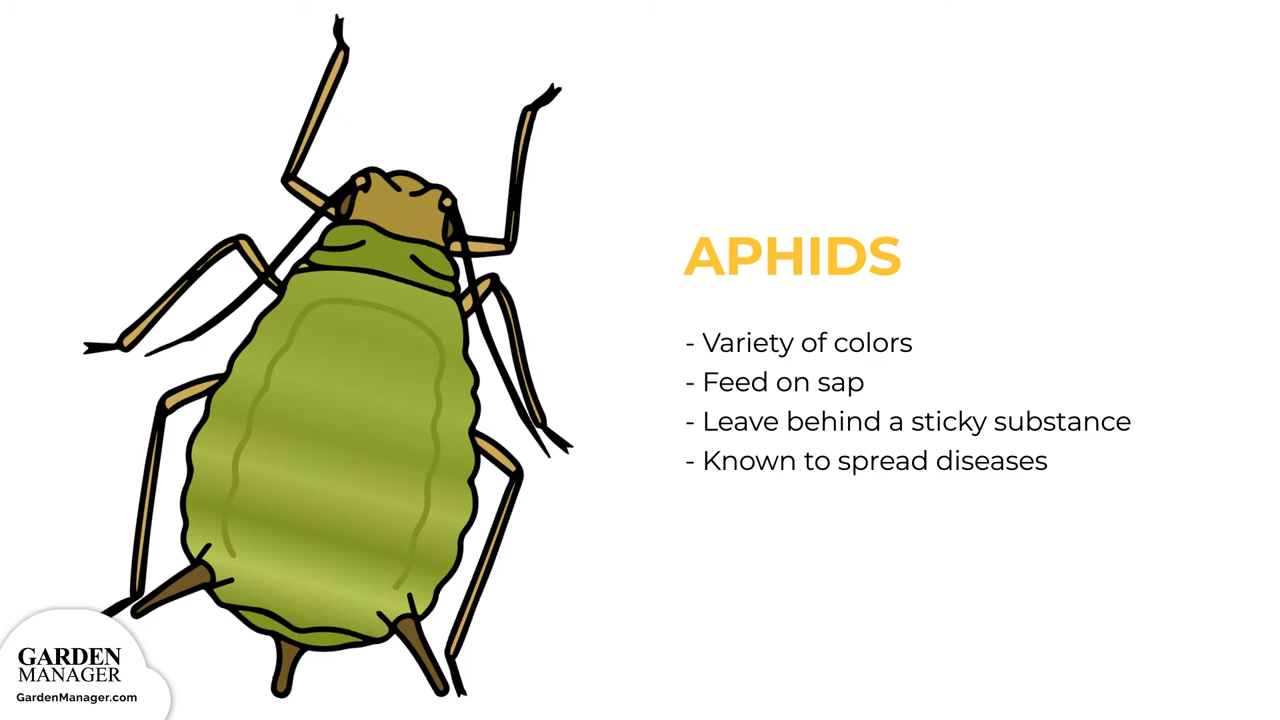 APHIDS
- Variety of colors
- Feed on sap
- Leave behind a sticky substance
- Known to spread diseases
GARDEN
MANAGER
GardenManager.com